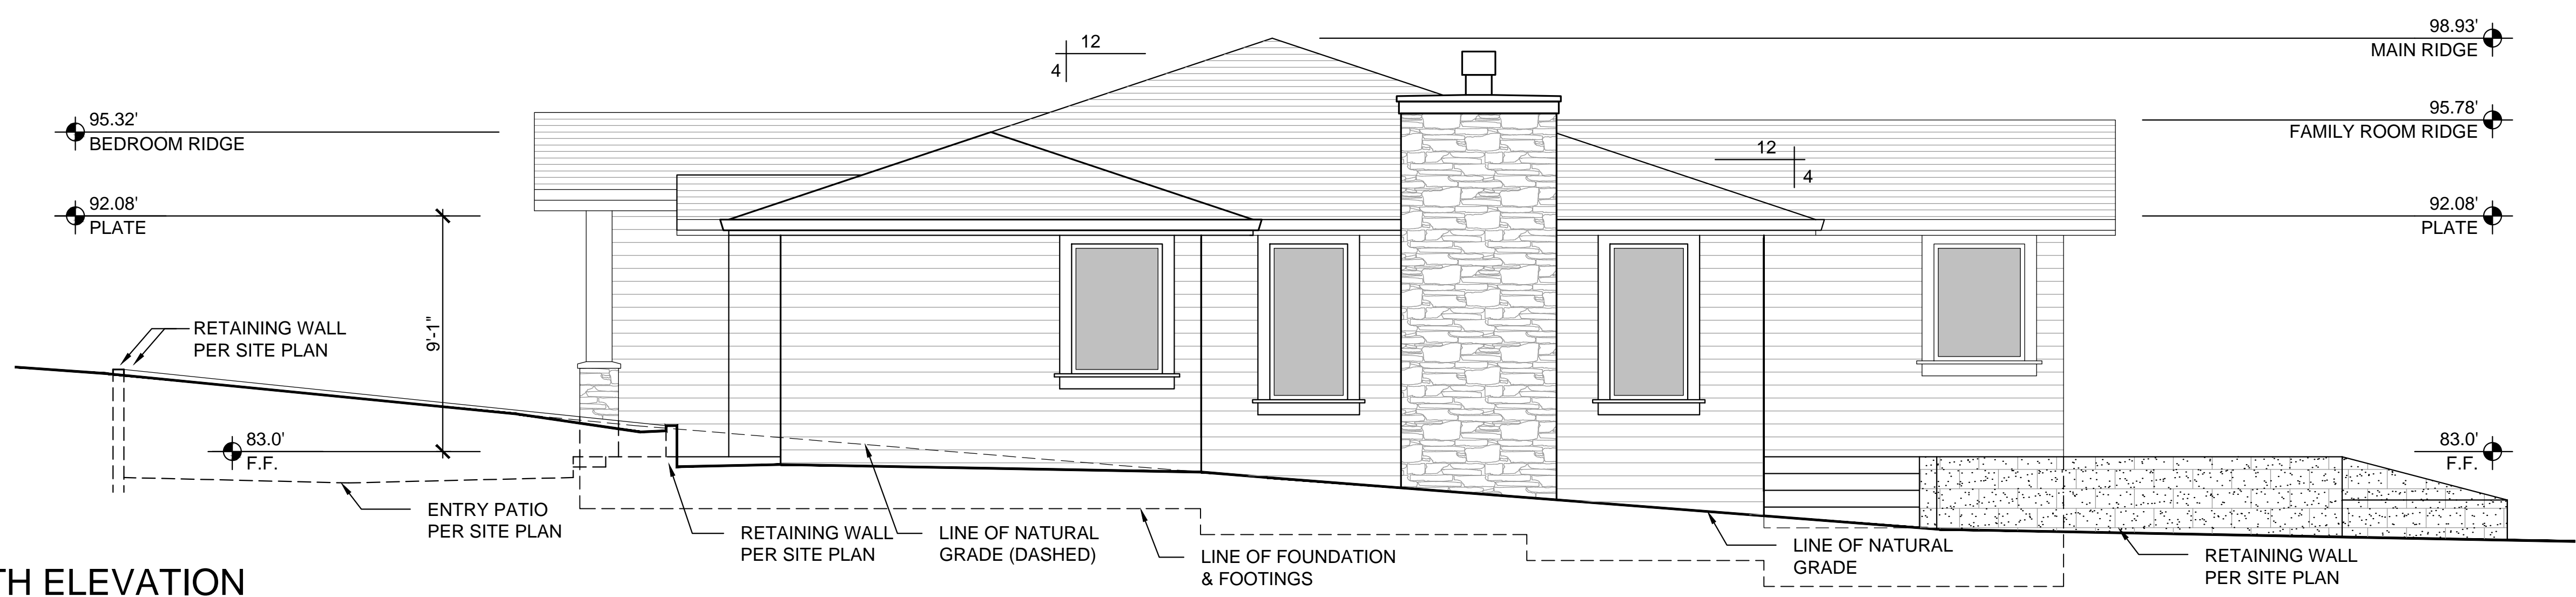 98.93'
MAIN RIDGE
12
4
95.32'
BEDROOM RIDGE
95.78'
FAMILY ROOM RIDGE
12
4
92.08'
PLATE
92.08'
PLATE
9'-1"
RETAINING WALL
PER SITE PLAN
83.0'
F.F.
83.0'
F.F.
ENTRY PATIO
PER SITE PLAN
RETAINING WALL
PER SITE PLAN
LINE OF NATURAL
GRADE (DASHED)
LINE OF FOUNDATION
& FOOTINGS
LINE OF NATURAL
GRADE
RETAINING WALL
PER SITE PLAN
TH ELEVATION